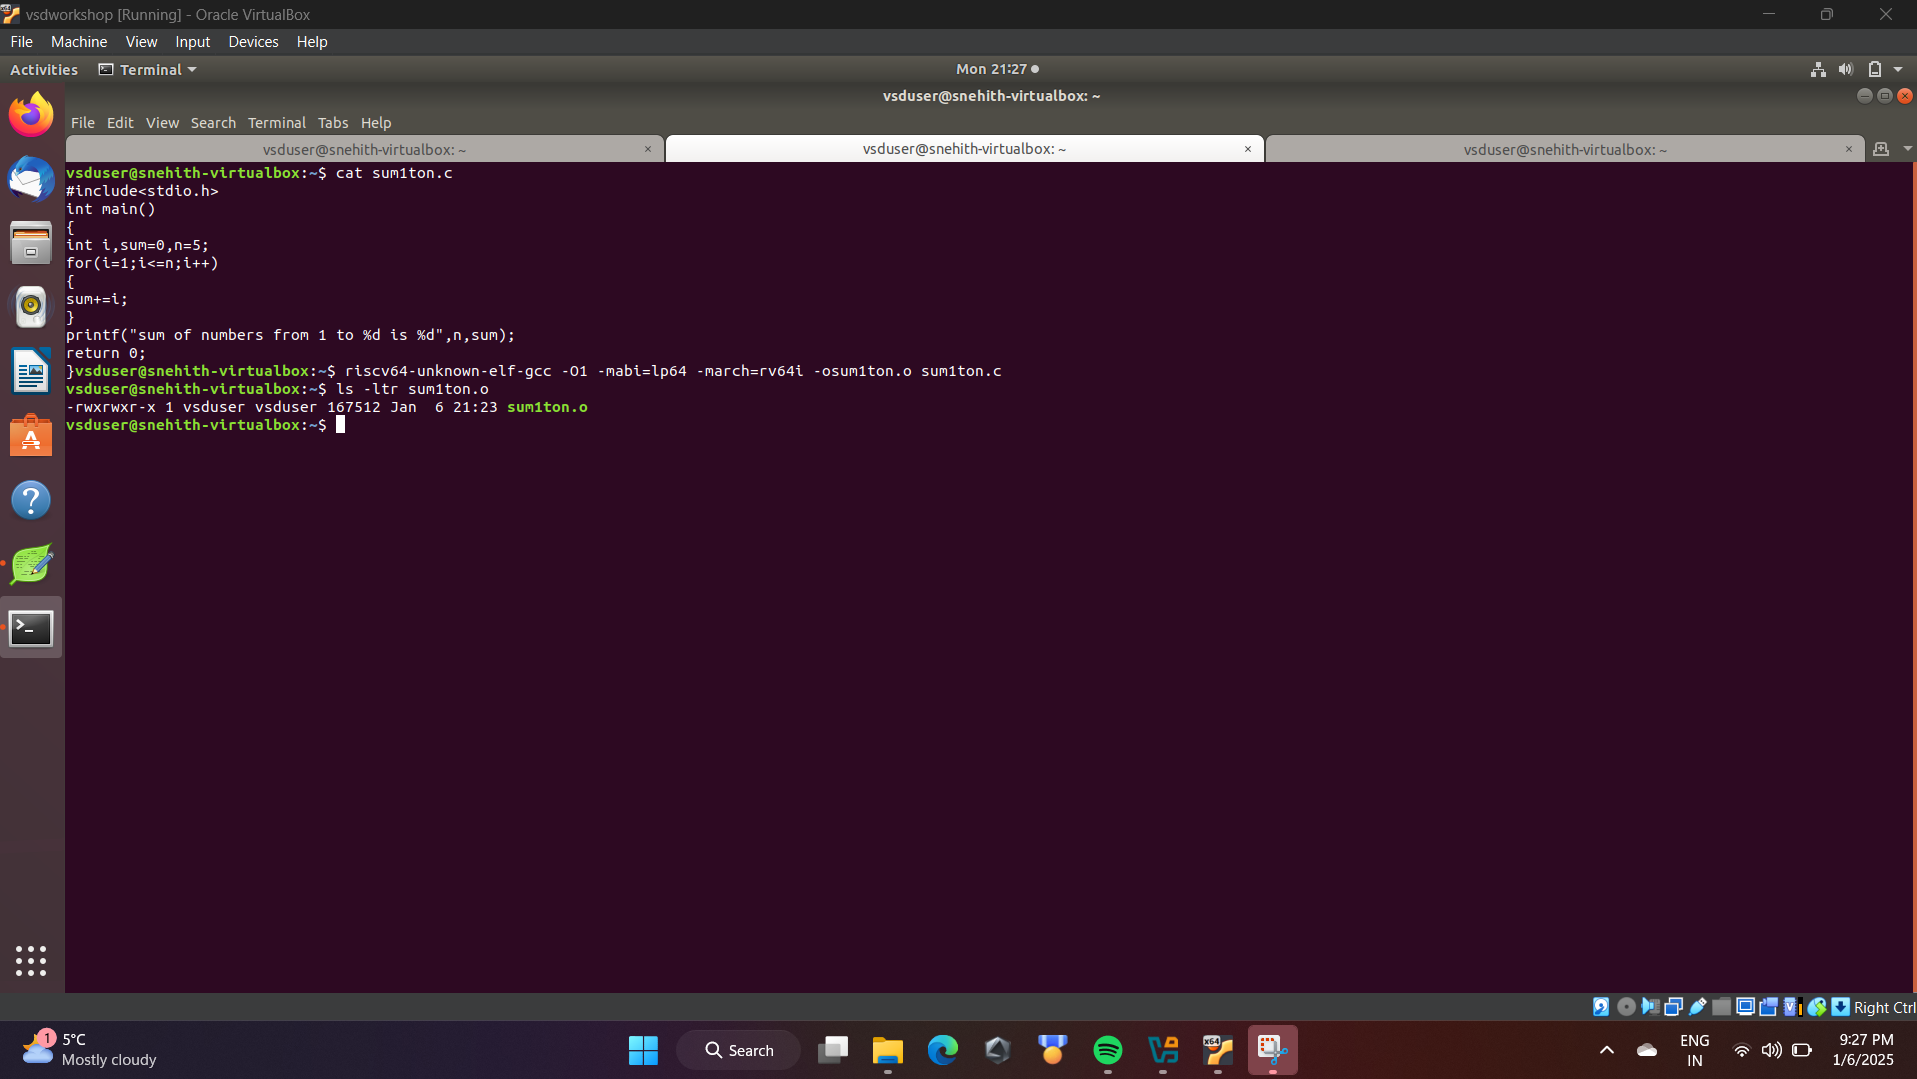 vsdworkshop [Running] - Oracle VirtualBox
File Machine View Input Devices Help
Activities Terminal Mon 21:27
vsduser@snehith-virtualbox: ~
File Edit View Search Terminal Tabs Help
vsduser@snehith-virtualbox: ~ × vsduser@snehith-virtualbox: ~ × vsduser@snehith-virtualbox: ~ ×
vsduser@snehith-virtualbox:~$ cat sum1ton.c
#include<stdio.h>
int main()
{
int i,sum=0,n=5;
for(i=1;i<=n;i++)
{
sum+=i;
}
printf("sum of numbers from 1 to %d is %d",n,sum);
return 0;
}vsduser@snehith-virtualbox:~$ riscv64-unknown-elf-gcc -O1 -mabi=lp64 -march=rv64i -osum1ton.o sum1ton.c
vsduser@snehith-virtualbox:~$ ls -ltr sum1ton.o
-rwxrwxr-x 1 vsduser vsduser 167512 Jan  6 21:23 sum1ton.o
vsduser@snehith-virtualbox:~$
Right Ctrl
1
5°C
Mostly cloudy
Search
x64
ENG
IN
9:27 PM
1/6/2025